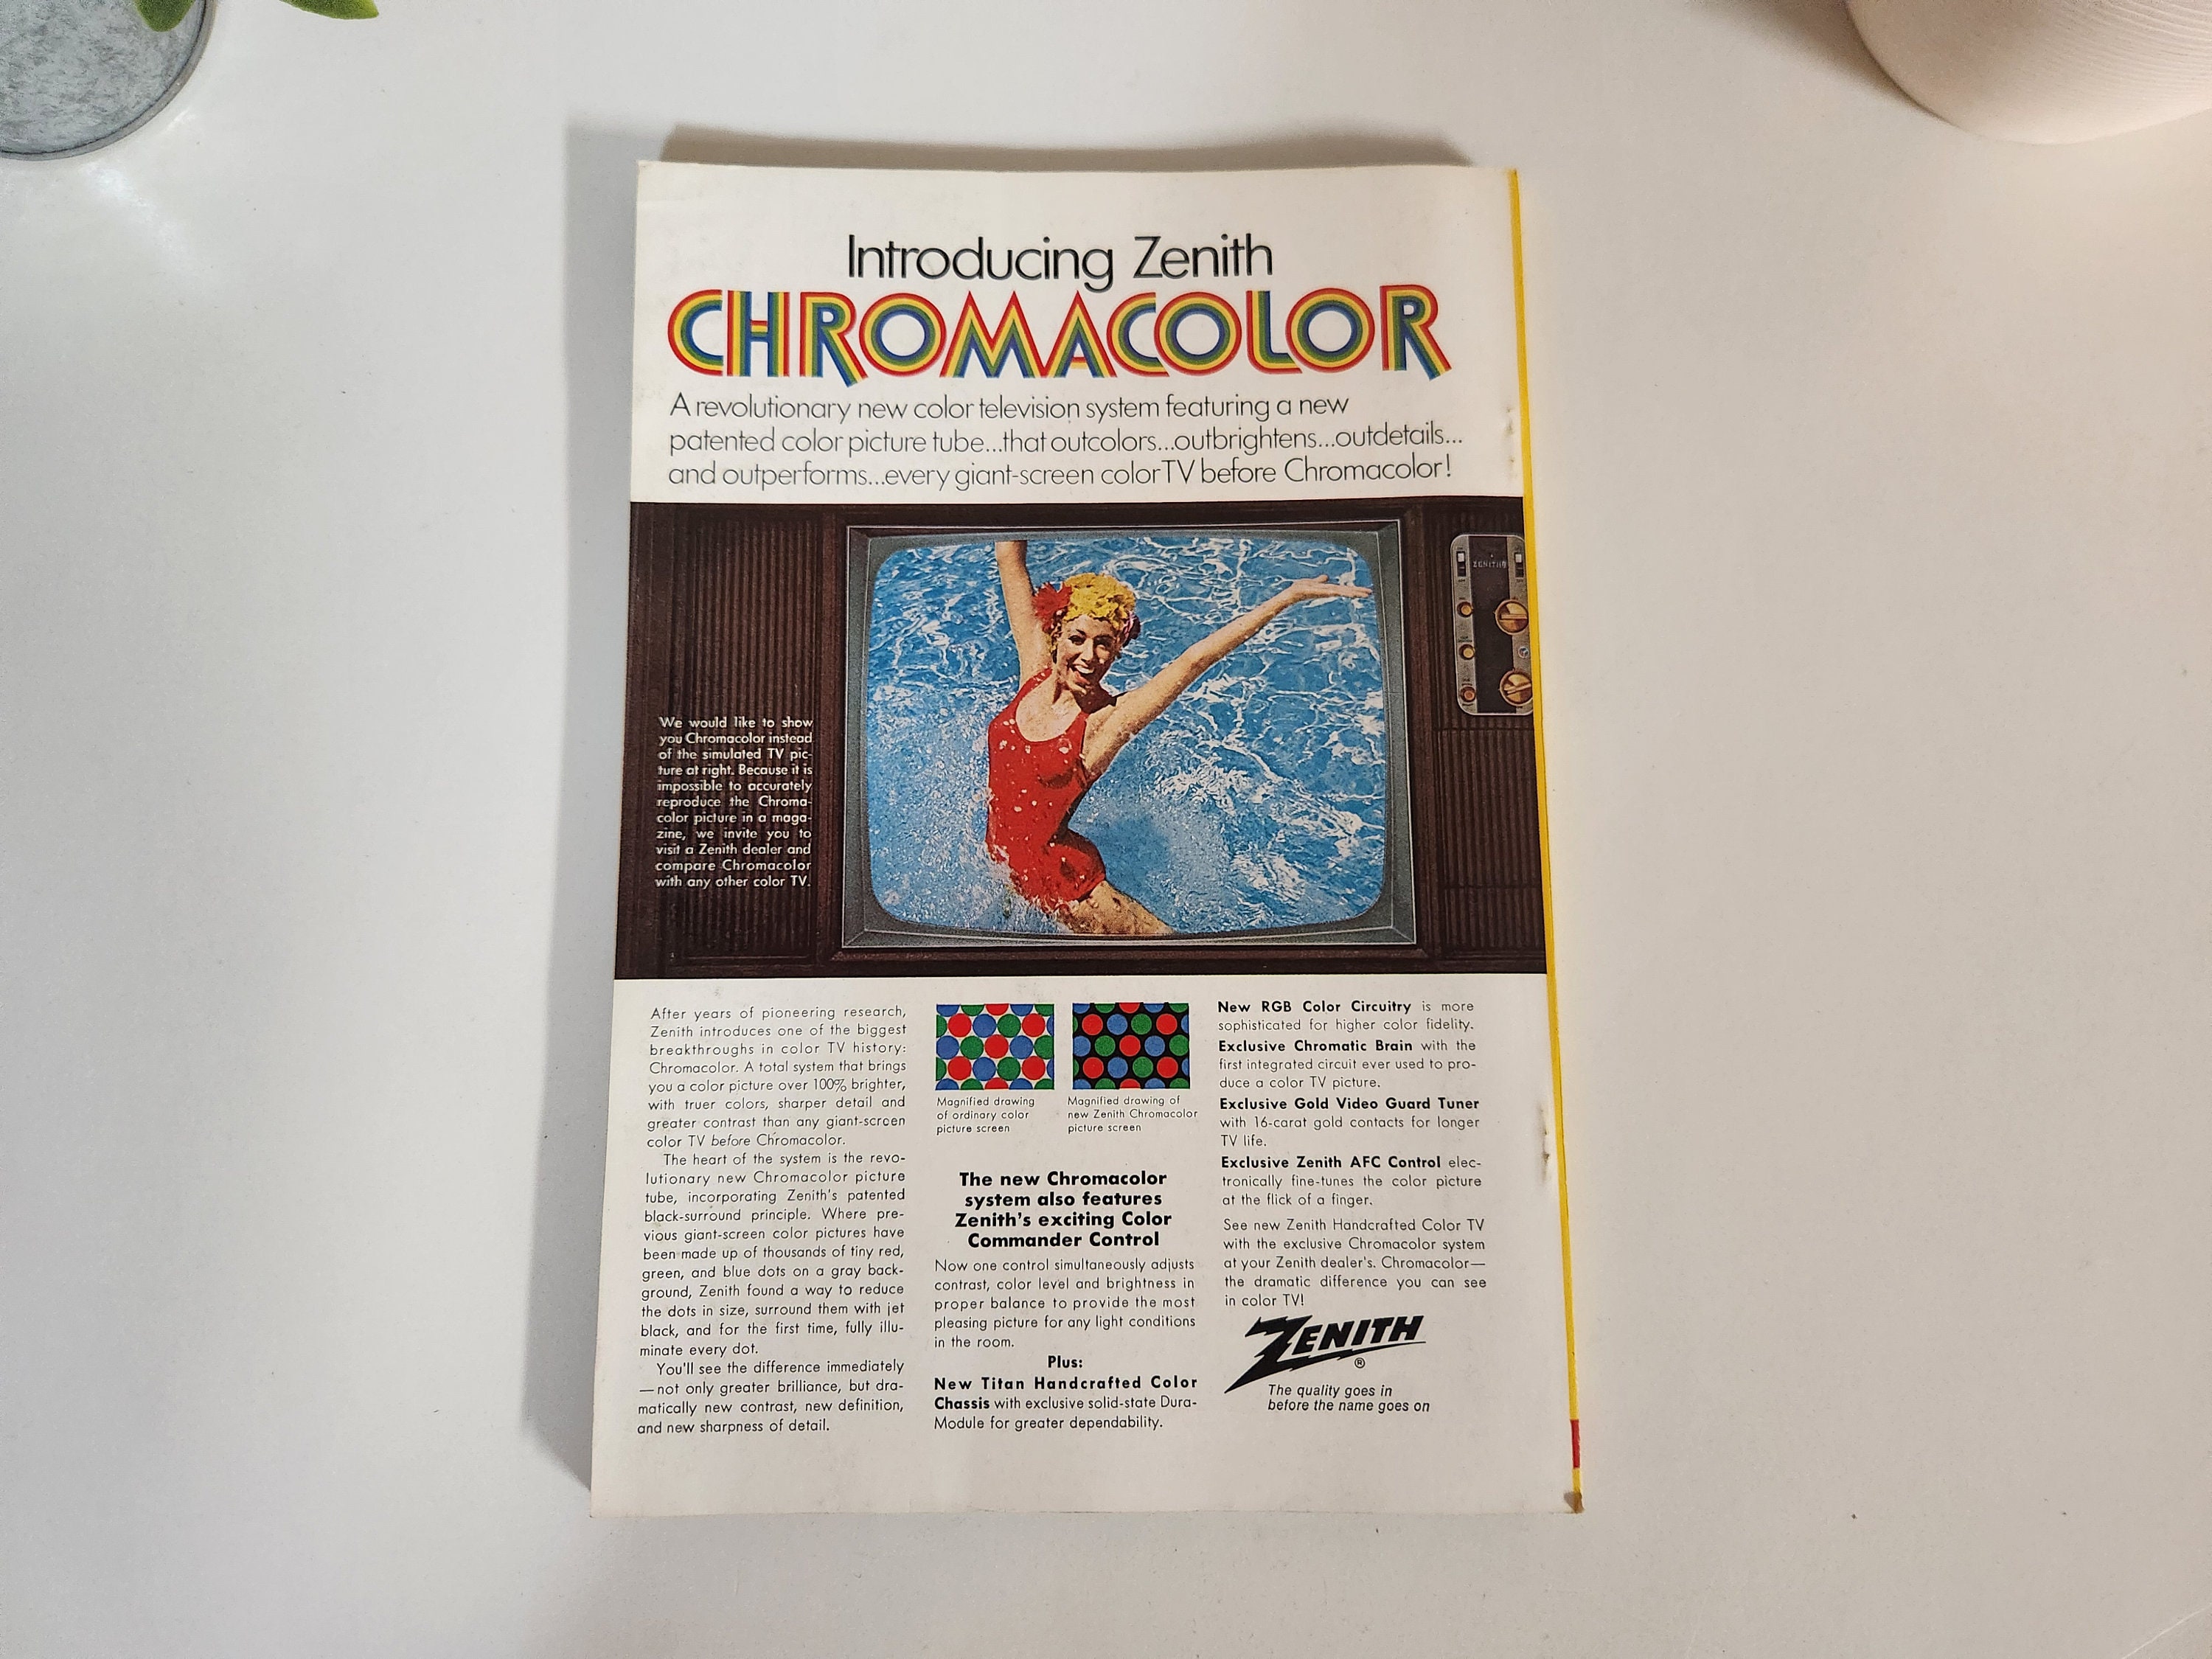 Introducing Zenith
CHROMACOLOR
A revolutionary new color television system featuring a new
patented color picture tube...that outcolors...outbrightens...outdetails...
and outperforms...every giant-screen color TV before Chromacolor!
ZENITH
We would like to show
you Chromacolor instead
of the simulated TV pic-
ture at right. Because it is
impossible to accurately
reproduce the Chroma-
color picture in a maga-
zine, we invite you to
visit a Zenith dealer and
compare Chromacolor
with any other color TV.
After years of pioneering research,
Zenith introduces one of the biggest
breakthroughs in color TV history:
Chromacolor. A total system that brings
you a color picture over 100% brighter,
with truer colors, sharper detail and
greater contrast than any giant-screen
color TV before Chromacolor.
The heart of the system is the revo-
lutionary new Chromacolor picture
tube, incorporating Zenith's patented
black-surround principle. Where pre-
vious giant-screen color pictures have
been made up of thousands of tiny red,
green, and blue dots on a gray back-
ground, Zenith found a way to reduce
the dots in size, surround them with jet
black, and for the first time, fully illu-
minate every dot.
You'll see the difference immediately
—not only greater brilliance, but dra-
matically new contrast, new definition,
and new sharpness of detail.
Magnified drawing
of ordinary color
picture screen
Magnified drawing of
new Zenith Chromacolor
picture screen
The new Chromacolor
system also features
Zenith's exciting Color
Commander Control
Now one control simultaneously adjusts
contrast, color level and brightness in
proper balance to provide the most
pleasing picture for any light conditions
in the room.
Plus:
New Titan Handcrafted Color
Chassis with exclusive solid-state Dura-
Module for greater dependability.
New RGB Color Circuitry is more
sophisticated for higher color fidelity.
Exclusive Chromatic Brain with the
first integrated circuit ever used to pro-
duce a color TV picture.
Exclusive Gold Video Guard Tuner
with 16-carat gold contacts for longer
TV life.
Exclusive Zenith AFC Control elec-
tronically fine-tunes the color picture
at the flick of a finger.
See new Zenith Handcrafted Color TV
with the exclusive Chromacolor system
at your Zenith dealer's. Chromacolor—
the dramatic difference you can see
in color TV!
ZENITH®
The quality goes in
before the name goes on